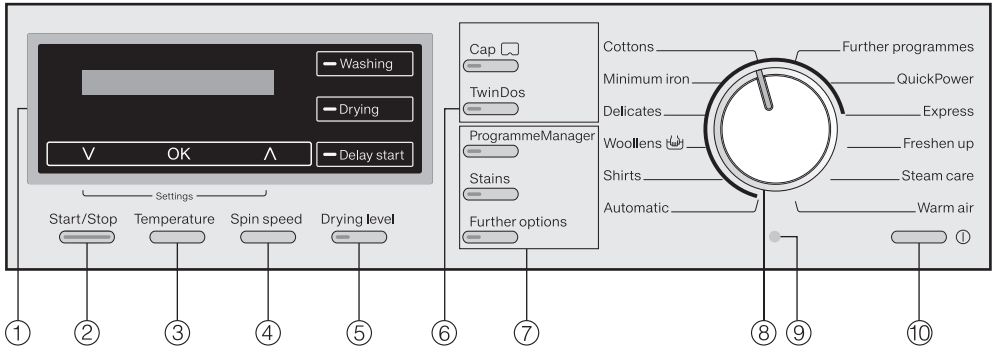 Washing
Drying
Delay start
OK
Settings
Start/Stop
Temperature
Spin speed
Drying level
Cap
TwinDos
ProgrammeManager
Stains
Further options
Cottons
Minimum iron
Delicates
Woollens
Shirts
Automatic
Further programmes
QuickPower
Express
Freshen up
Steam care
Warm air
① ② ③ ④ ⑤ ⑥ ⑦ ⑧ ⑨ ⑩